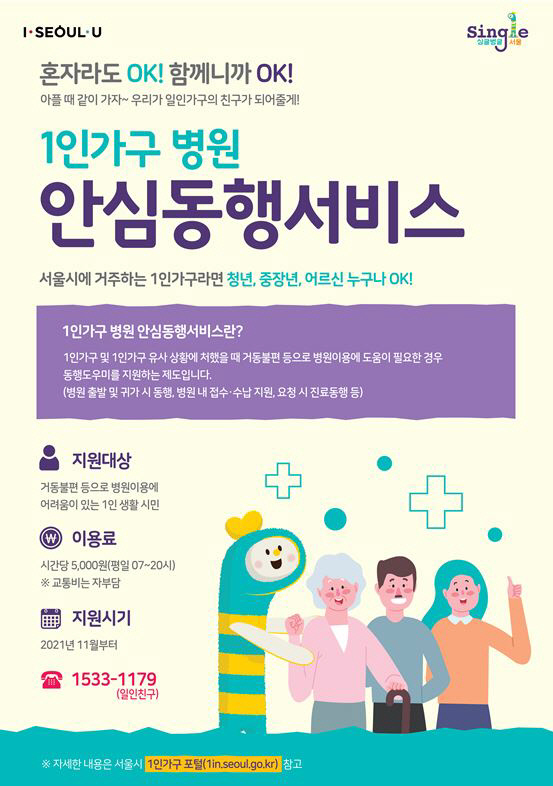 I·SEOUL·U
Single
싱글벙글 서울
혼자라도 OK! 함께니까 OK!
아플 때 같이 가자~ 우리가 일인가구의 친구가 되어줄게!
1인가구 병원
안심동행서비스
서울시에 거주하는 1인가구라면 청년, 중장년, 어르신 누구나 OK!
1인가구 병원 안심동행서비스란?
1인가구 및 1인가구 유사 상황에 처했을 때 거동불편 등으로 병원이용에 도움이 필요한 경우
동행도우미를 지원하는 제도입니다.
(병원 출발 및 귀가 시 동행, 병원 내 접수·수납 지원, 요청 시 진료동행 등)
지원대상
거동불편 등으로 병원이용에
어려움이 있는 1인 생활 시민
₩ 이용료
시간당 5,000원(평일 07~20시)
※ 교통비는 자부담
지원시기
2021년 11월부터
1533-1179
(일인친구)
※ 자세한 내용은 서울시 1인가구 포털(1in.seoul.go.kr) 참고